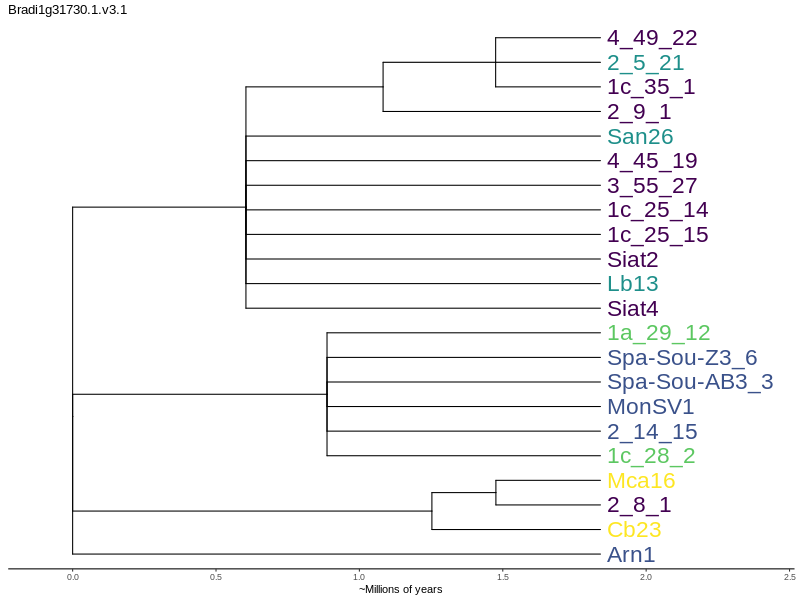 Bradi1g31730.1.v3.1
4_49_22
2_5_21
1c_35_1
2_9_1
San26
4_45_19
3_55_27
1c_25_14
1c_25_15
Siat2
Lb13
Siat4
1a_29_12
Spa-Sou-Z3_6
Spa-Sou-AB3_3
MonSV1
2_14_15
1c_28_2
Mca16
2_8_1
Cb23
Arn1
0.0 0.5 1.0 1.5 2.0 2.5
~Millions of years